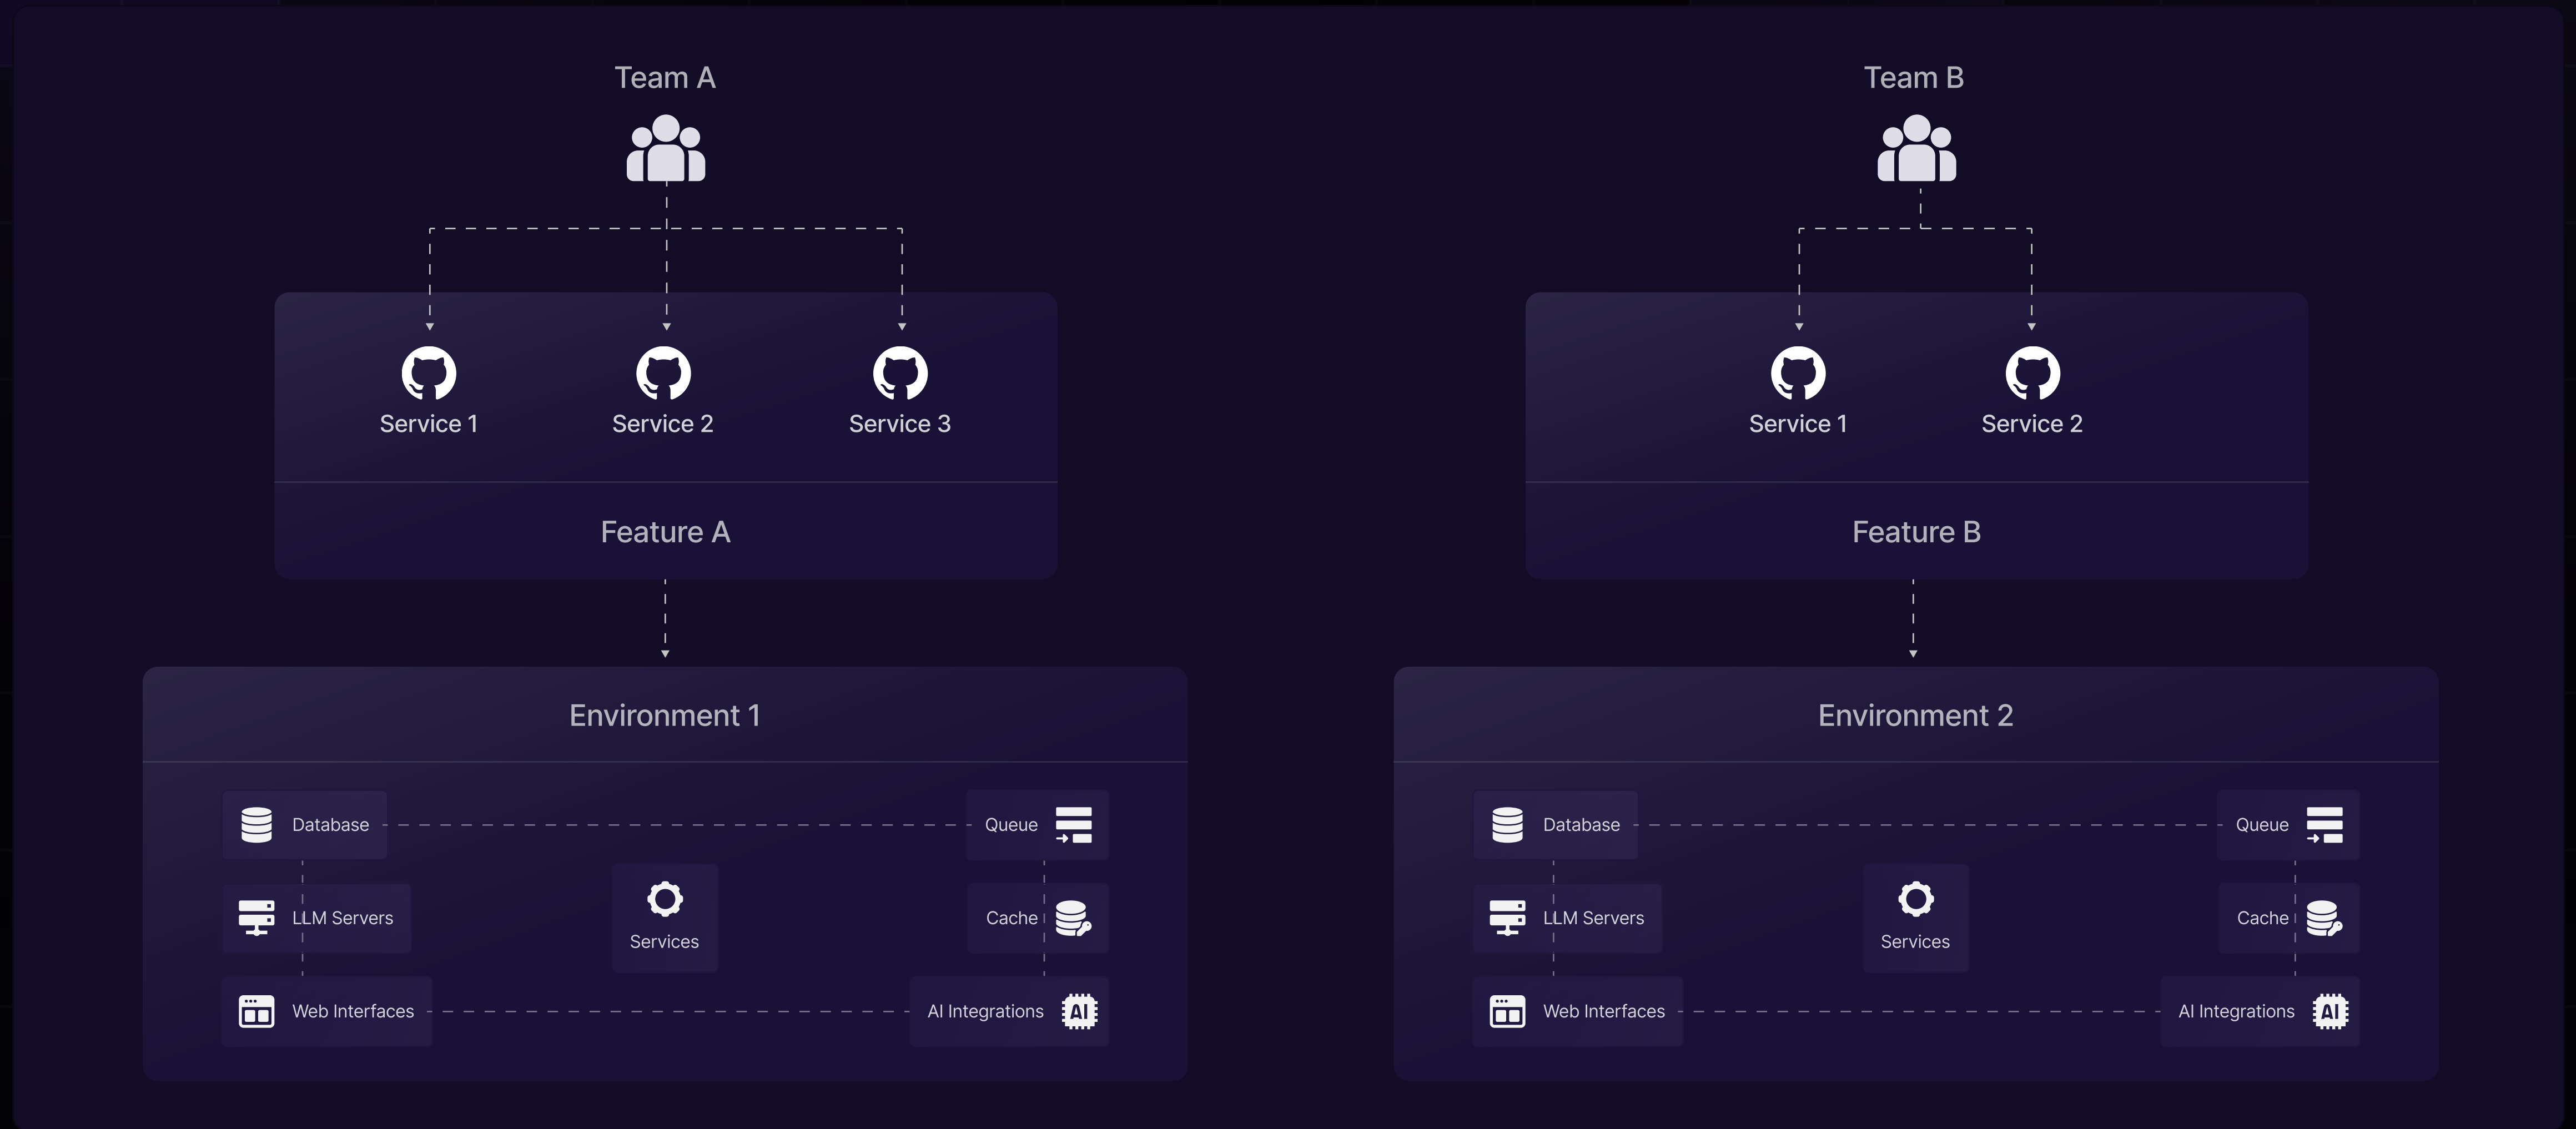 Team A
Team B
Service 1
Service 2
Service 3
Service 1
Service 2
Feature A
Feature B
Environment 1
Database
Queue
LLM Servers
Services
Cache
Web Interfaces
AI Integrations
AI
Environment 2
Database
Queue
LLM Servers
Services
Cache
Web Interfaces
AI Integrations
AI